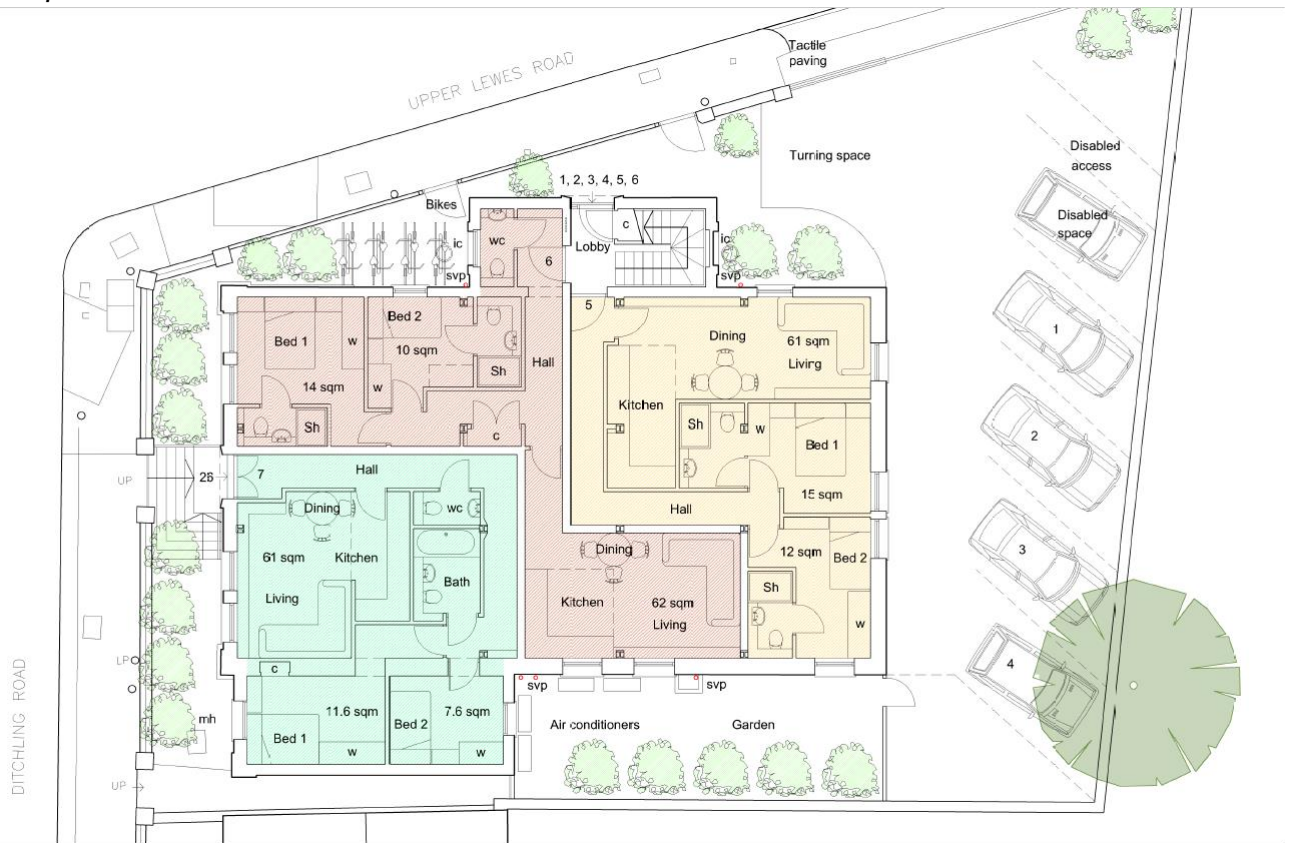 UPPER LEWES ROAD
Tactile
paving
Disabled
access
Turning space
1, 2, 3, 4, 5, 6
Bikes
Disabled
space
c
wc
Lobby
ic
ic
6
svp
svp
5
Bed 2
1
Bed 1
w
Dining
61 sqm
10 sqm
Hall
Living
Sh
14 sqm
w
Kitchen
Sh
c
Sh
w
2
Bed 1
Hall
UP
26
7
15 sqm
Dining
wc
Hall
61 sqm
Kitchen
Dining
12 sqm
Bed 2
3
Bath
Sh
Living
Kitchen
62 sqm
Living
w
LP
c
4
svp
svp
mh
11.6 sqm
Bed 2
7.6 sqm
Air conditioners
Garden
Bed 1
w
w
UP
DITCHLING ROAD